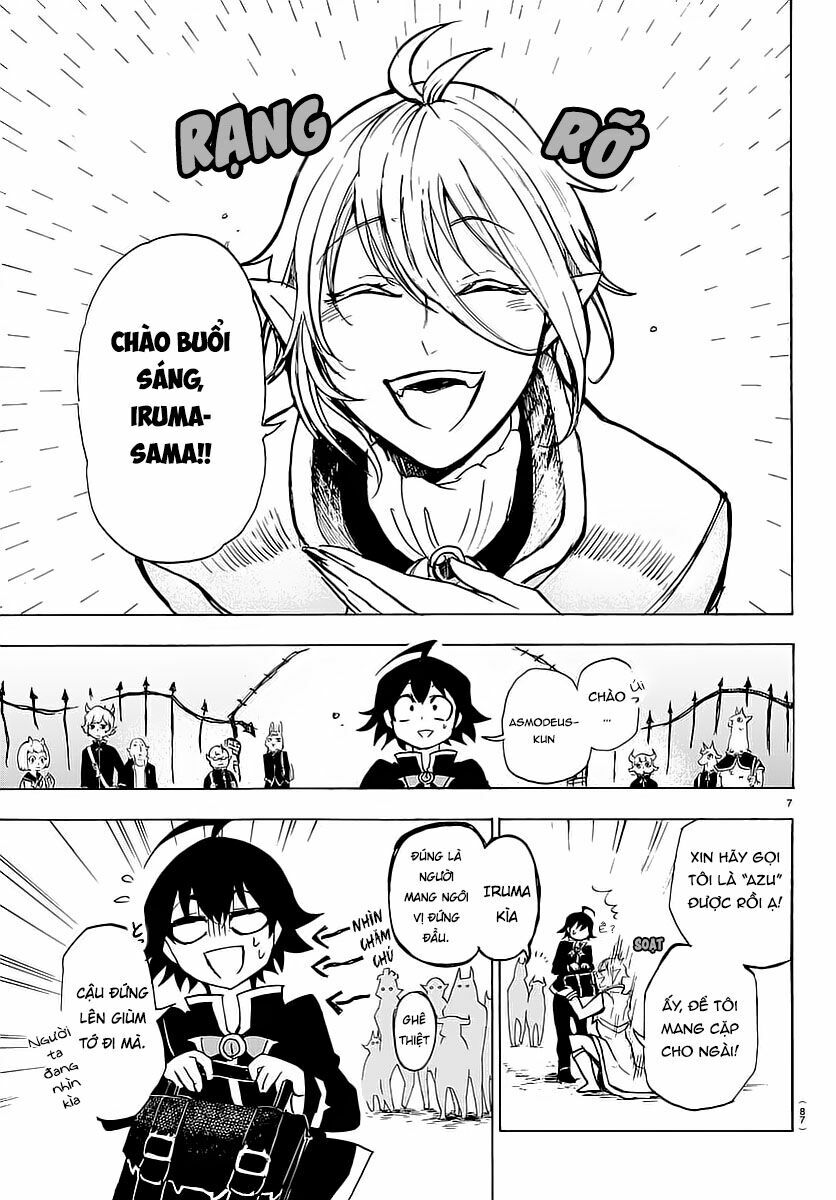 RẠNG
RỠ
CHÀO BUỔI
SÁNG,
IRUMA-
SAMA!!
ÚI
CHÀO
...
ASMODEUS-
KUN
7
XIN HÃY GỌI
TÔI LÀ "AZU"
ĐƯỢC RỒI Ạ!
Ể?
SOẠT
ẤY, ĐỂ TÔI
MANG CẶP
CHO NGÀI!
IRUMA
KÌA
ĐÚNG LÀ
NGƯỜI
MANG NGÔI
VỊ ĐỨNG
ĐẦU.
GHÊ
THIỆT
NHÌN
CHĂM
CHÚ
CẬU ĐỨNG
LÊN GIÙM
TỚ ĐI MÀ.
Người
ta
đang
nhìn
kìa
(87)